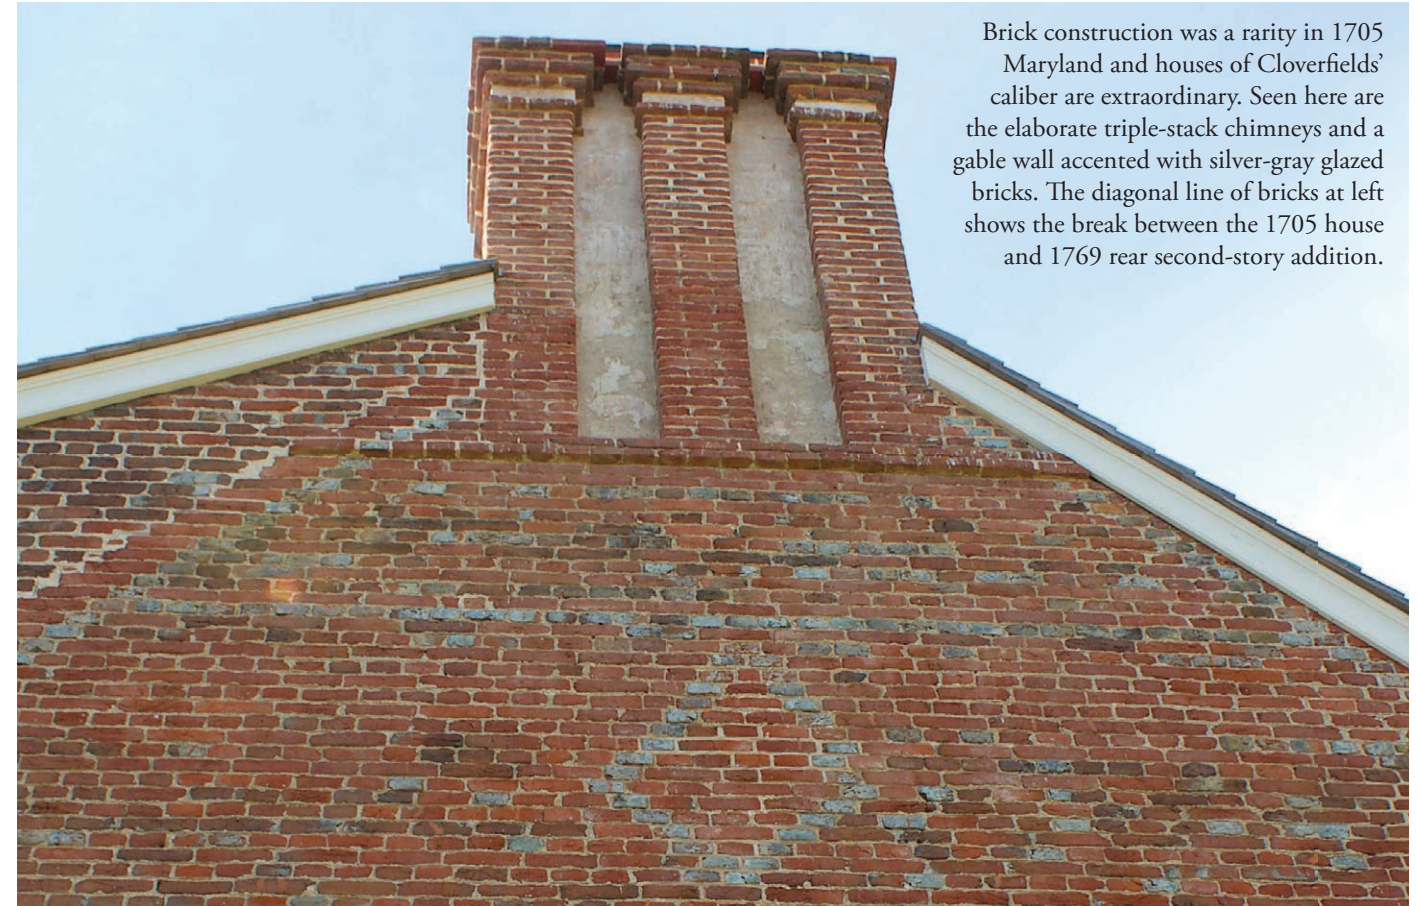 Brick construction was a rarity in 1705
Maryland and houses of Cloverfields’
caliber are extraordinary. Seen here are
the elaborate triple-stack chimneys and a
gable wall accented with silver-gray glazed
bricks. The diagonal line of bricks at left
shows the break between the 1705 house
and 1769 rear second-story addition.